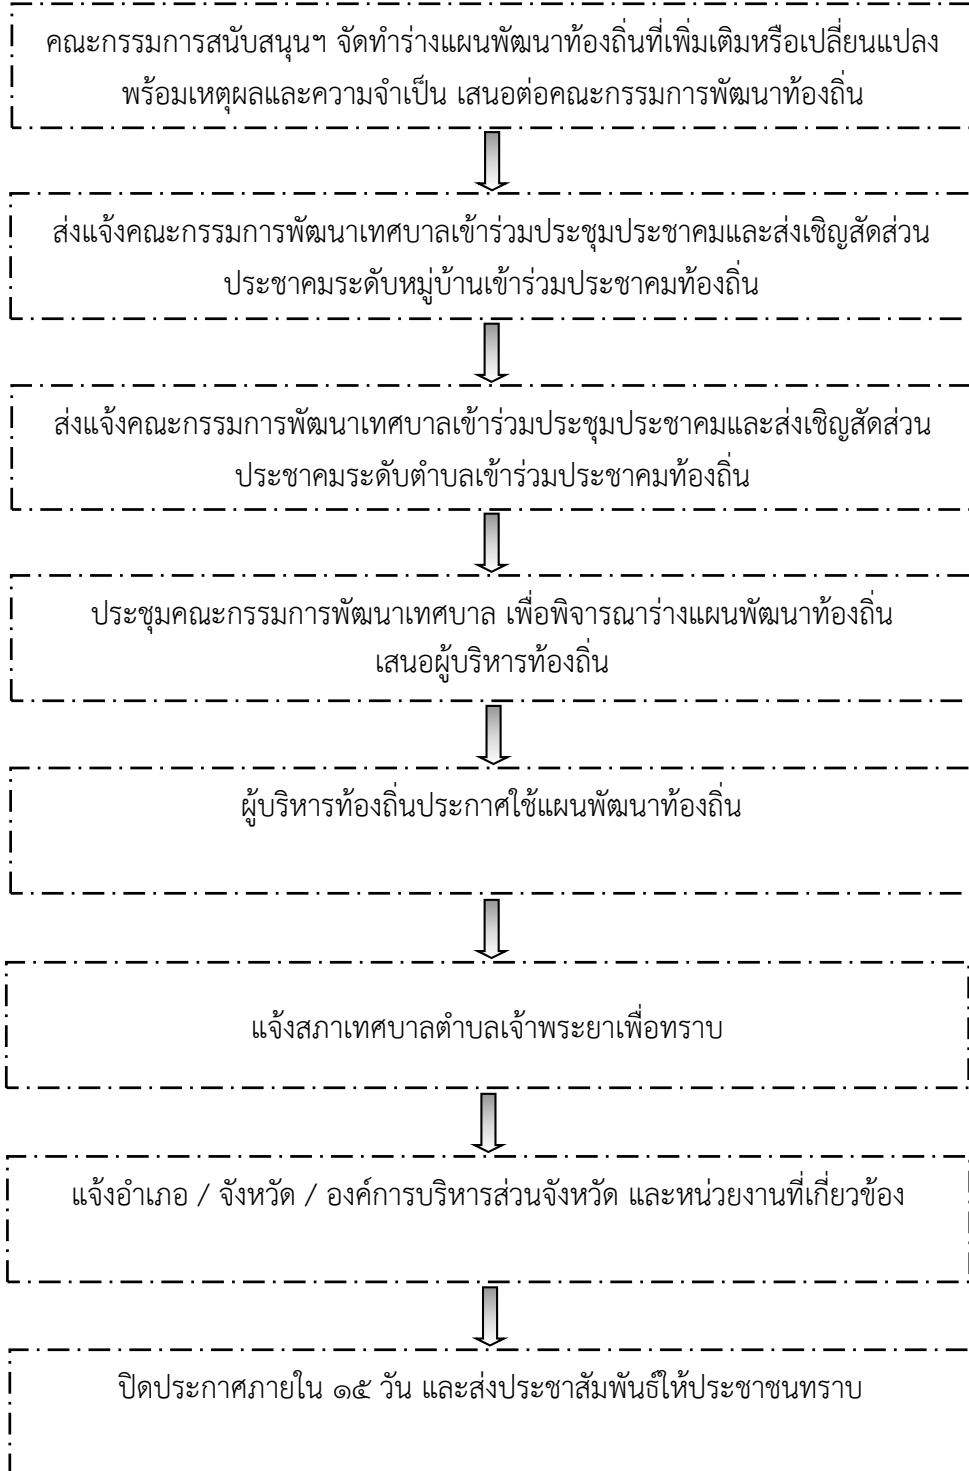 คณะกรรมการสนับสนุนฯ จัดทำร่างแผนพัฒนาท้องถิ่นที่เพิ่มเติมหรือเปลี่ยนแปลง
พร้อมเหตุผลและความจำเป็น เสนอต่อคณะกรรมการพัฒนาท้องถิ่น
ส่งแจ้งคณะกรรมการพัฒนาเทศบาลเข้าร่วมประชุมประชาคมและส่งเชิญสัดส่วน
ประชาคมระดับหมู่บ้านเข้าร่วมประชาคมท้องถิ่น
ส่งแจ้งคณะกรรมการพัฒนาเทศบาลเข้าร่วมประชุมประชาคมและส่งเชิญสัดส่วน
ประชาคมระดับตำบลเข้าร่วมประชาคมท้องถิ่น
ประชุมคณะกรรมการพัฒนาเทศบาล เพื่อพิจารณาร่างแผนพัฒนาท้องถิ่น
เสนอผู้บริหารท้องถิ่น
ผู้บริหารท้องถิ่นประกาศใช้แผนพัฒนาท้องถิ่น
แจ้งสภาเทศบาลตำบลเจ้าพระยาเพื่อทราบ
แจ้งอำเภอ / จังหวัด / องค์การบริหารส่วนจังหวัด และหน่วยงานที่เกี่ยวข้อง
ปิดประกาศภายใน ๑๕ วัน และส่งประชาสัมพันธ์ให้ประชาชนทราบ